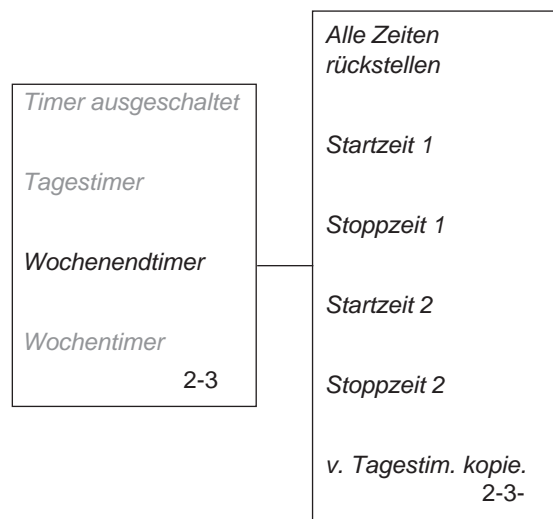 Timer ausgeschaltet
Tagestimer
Wochenendtimer
Wochentimer
2-3
Alle Zeiten
rückstellen
Startzeit 1
Stoppzeit 1
Startzeit 2
Stoppzeit 2
v. Tagestim. kopie.
2-3-